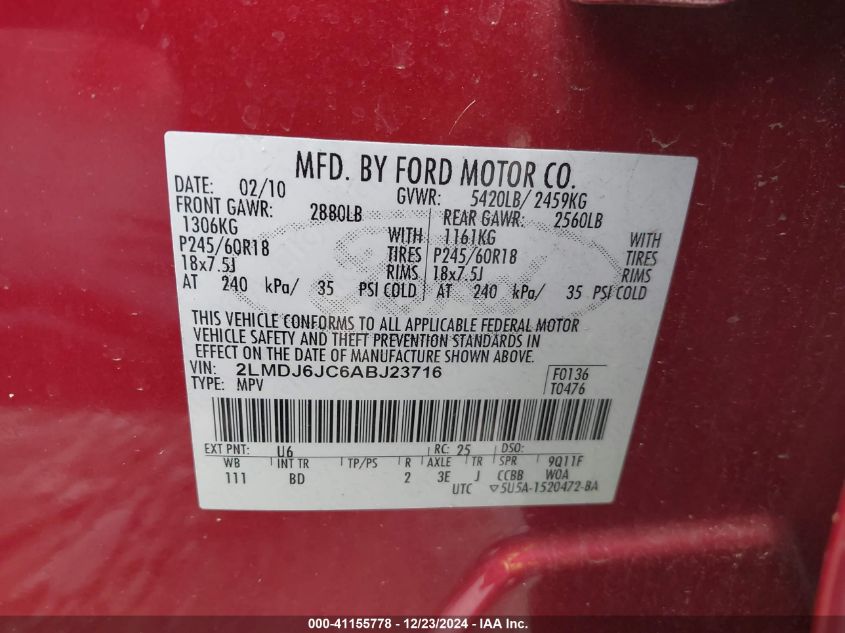 MFD. BY FORD MOTOR CO.
DATE: 02/10 GVWR: 5420LB/ 2459KG
FRONT GAWR: 2880LB REAR GAWR: 2560LB
1306KG WITH 1161KG WITH
P245/60R18 TIRES P245/60R18 TIRES
18x7.5J RIMS 18x7.5J RIMS
AT 240 kPa/ 35 PSI COLD AT 240 kPa/ 35 PSI COLD
THIS VEHICLE CONFORMS TO ALL APPLICABLE FEDERAL MOTOR
VEHICLE SAFETY AND THEFT PREVENTION STANDARDS IN
EFFECT ON THE DATE OF MANUFACTURE SHOWN ABOVE.
VIN: 2LMDJ6JC6ABJ23716 F0136
TYPE: MPV T0476
EXT PNT: U6 RC: 25 DSO:
WB INT TR TP/PS R AXLE TR SPR 9Q11F
111 BD 2 3E J CCBB W0A
UTC ▽5U5A-1520472-BA
000-41155778 - 12/23/2024 - IAA Inc.